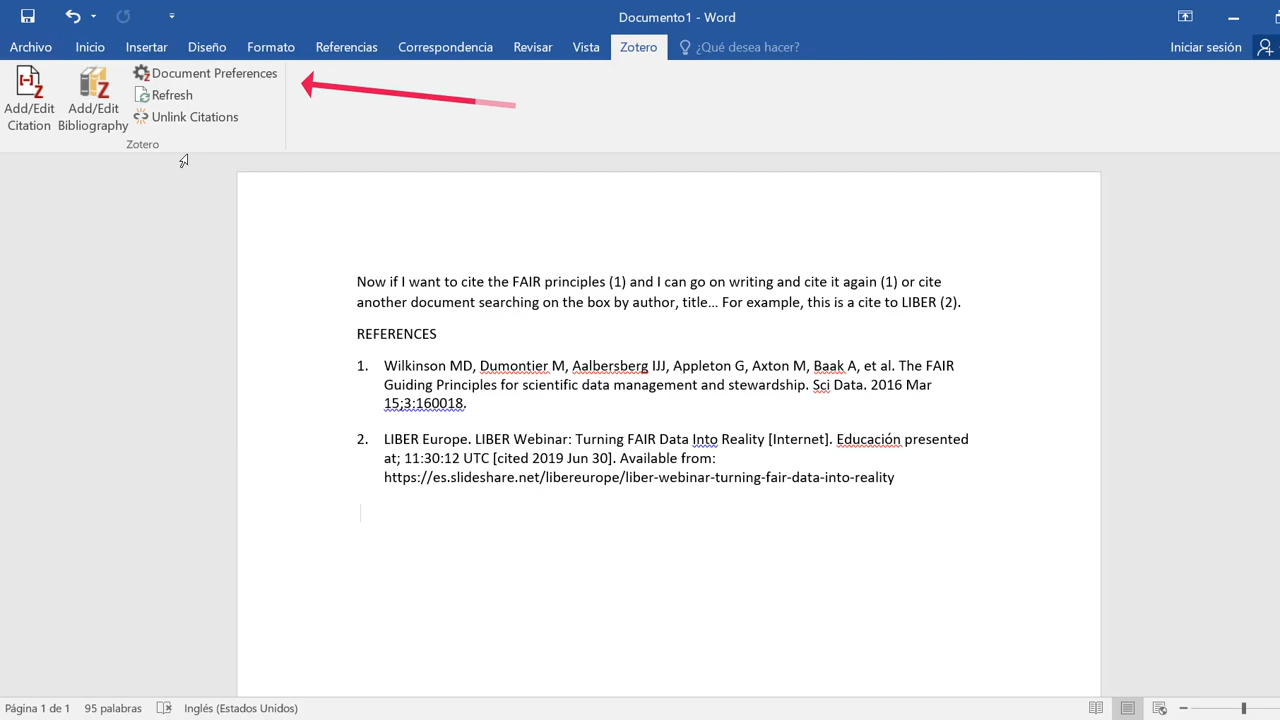 Documento1 - Word
Archivo Inicio Insertar Diseño Formato Referencias Correspondencia Revisar Vista Zotero ¿Qué desea hacer? Iniciar sesión
Add/Edit Citation
Add/Edit Bibliography
Document Preferences
Refresh
Unlink Citations
Zotero
Now if I want to cite the FAIR principles (1) and I can go on writing and cite it again (1) or cite
another document searching on the box by author, title... For example, this is a cite to LIBER (2).
REFERENCES
1. Wilkinson MD, Dumontier M, Aalbersberg IJJ, Appleton G, Axton M, Baak A, et al. The FAIR
Guiding Principles for scientific data management and stewardship. Sci Data. 2016 Mar
15;3:160018.
2. LIBER Europe. LIBER Webinar: Turning FAIR Data Into Reality [Internet]. Educación presented
at; 11:30:12 UTC [cited 2019 Jun 30]. Available from:
https://es.slideshare.net/libereurope/liber-webinar-turning-fair-data-into-reality
Página 1 de 1 95 palabras Inglés (Estados Unidos)